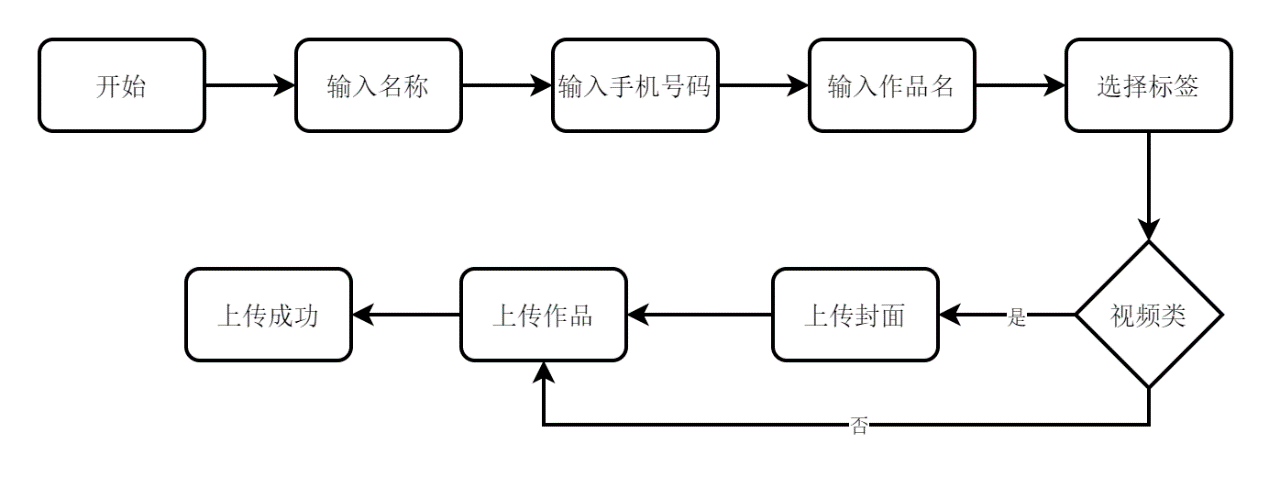 开始
输入名称
输入手机号码
输入作品名
选择标签
上传成功
上传作品
上传封面
是
视频类
否